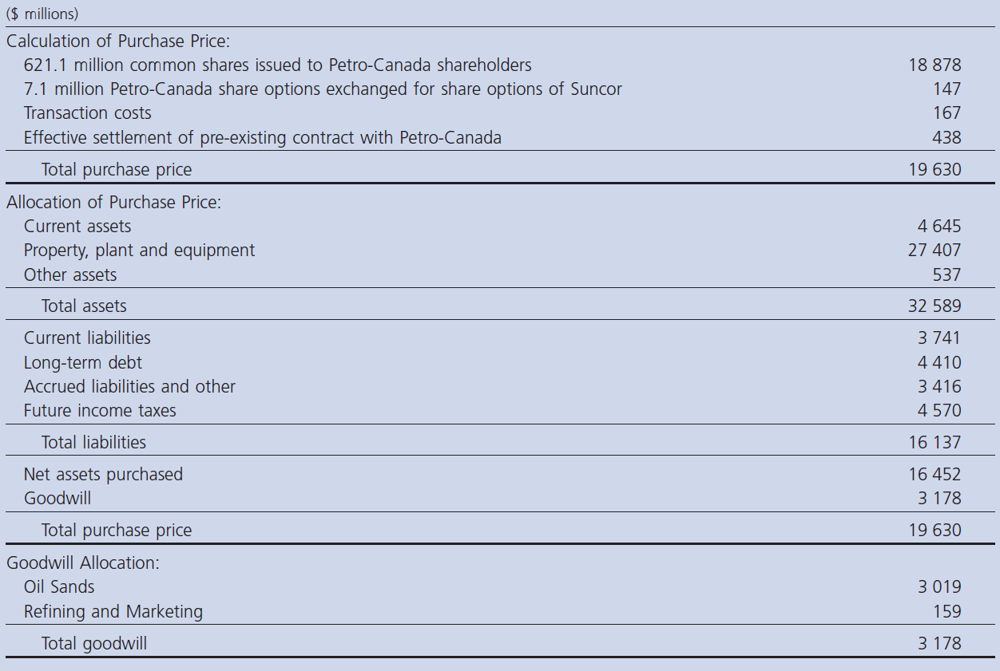 ($ millions)
Calculation of Purchase Price:
621.1 million common shares issued to Petro-Canada shareholders 18 878
7.1 million Petro-Canada share options exchanged for share options of Suncor 147
Transaction costs 167
Effective settlement of pre-existing contract with Petro-Canada 438
Total purchase price 19 630
Allocation of Purchase Price:
Current assets 4 645
Property, plant and equipment 27 407
Other assets 537
Total assets 32 589
Current liabilities 3 741
Long-term debt 4 410
Accrued liabilities and other 3 416
Future income taxes 4 570
Total liabilities 16 137
Net assets purchased 16 452
Goodwill 3 178
Total purchase price 19 630
Goodwill Allocation:
Oil Sands 3 019
Refining and Marketing 159
Total goodwill 3 178